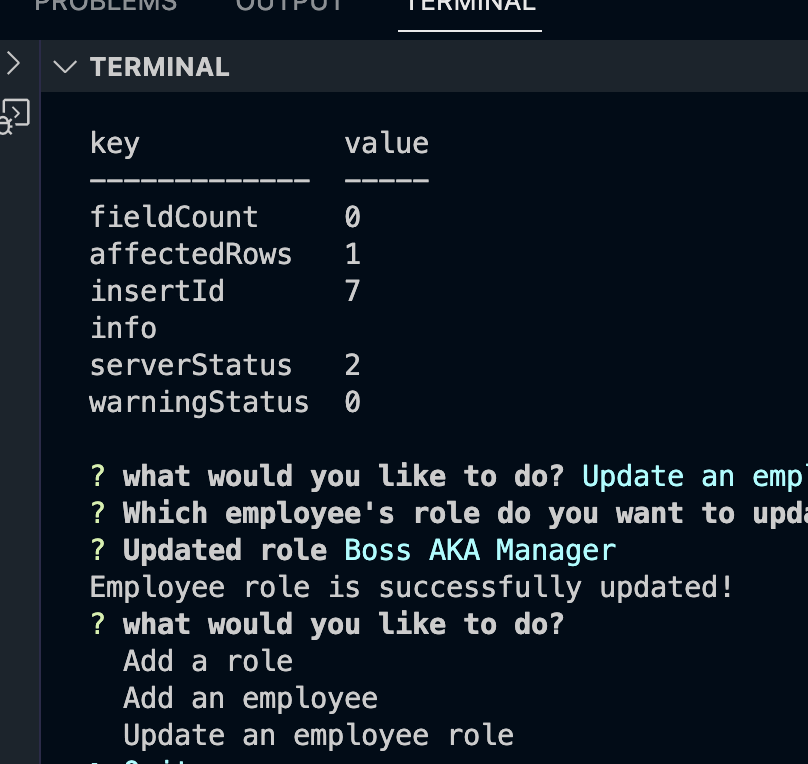 PROBLEMS OUTPUT TERMINAL
TERMINAL
key value
------------- -----
fieldCount 0
affectedRows 1
insertId 7
info
serverStatus 2
warningStatus 0
? what would you like to do? Update an empl
? Which employee's role do you want to upda
? Updated role Boss AKA Manager
Employee role is successfully updated!
? what would you like to do?
Add a role
Add an employee
Update an employee role